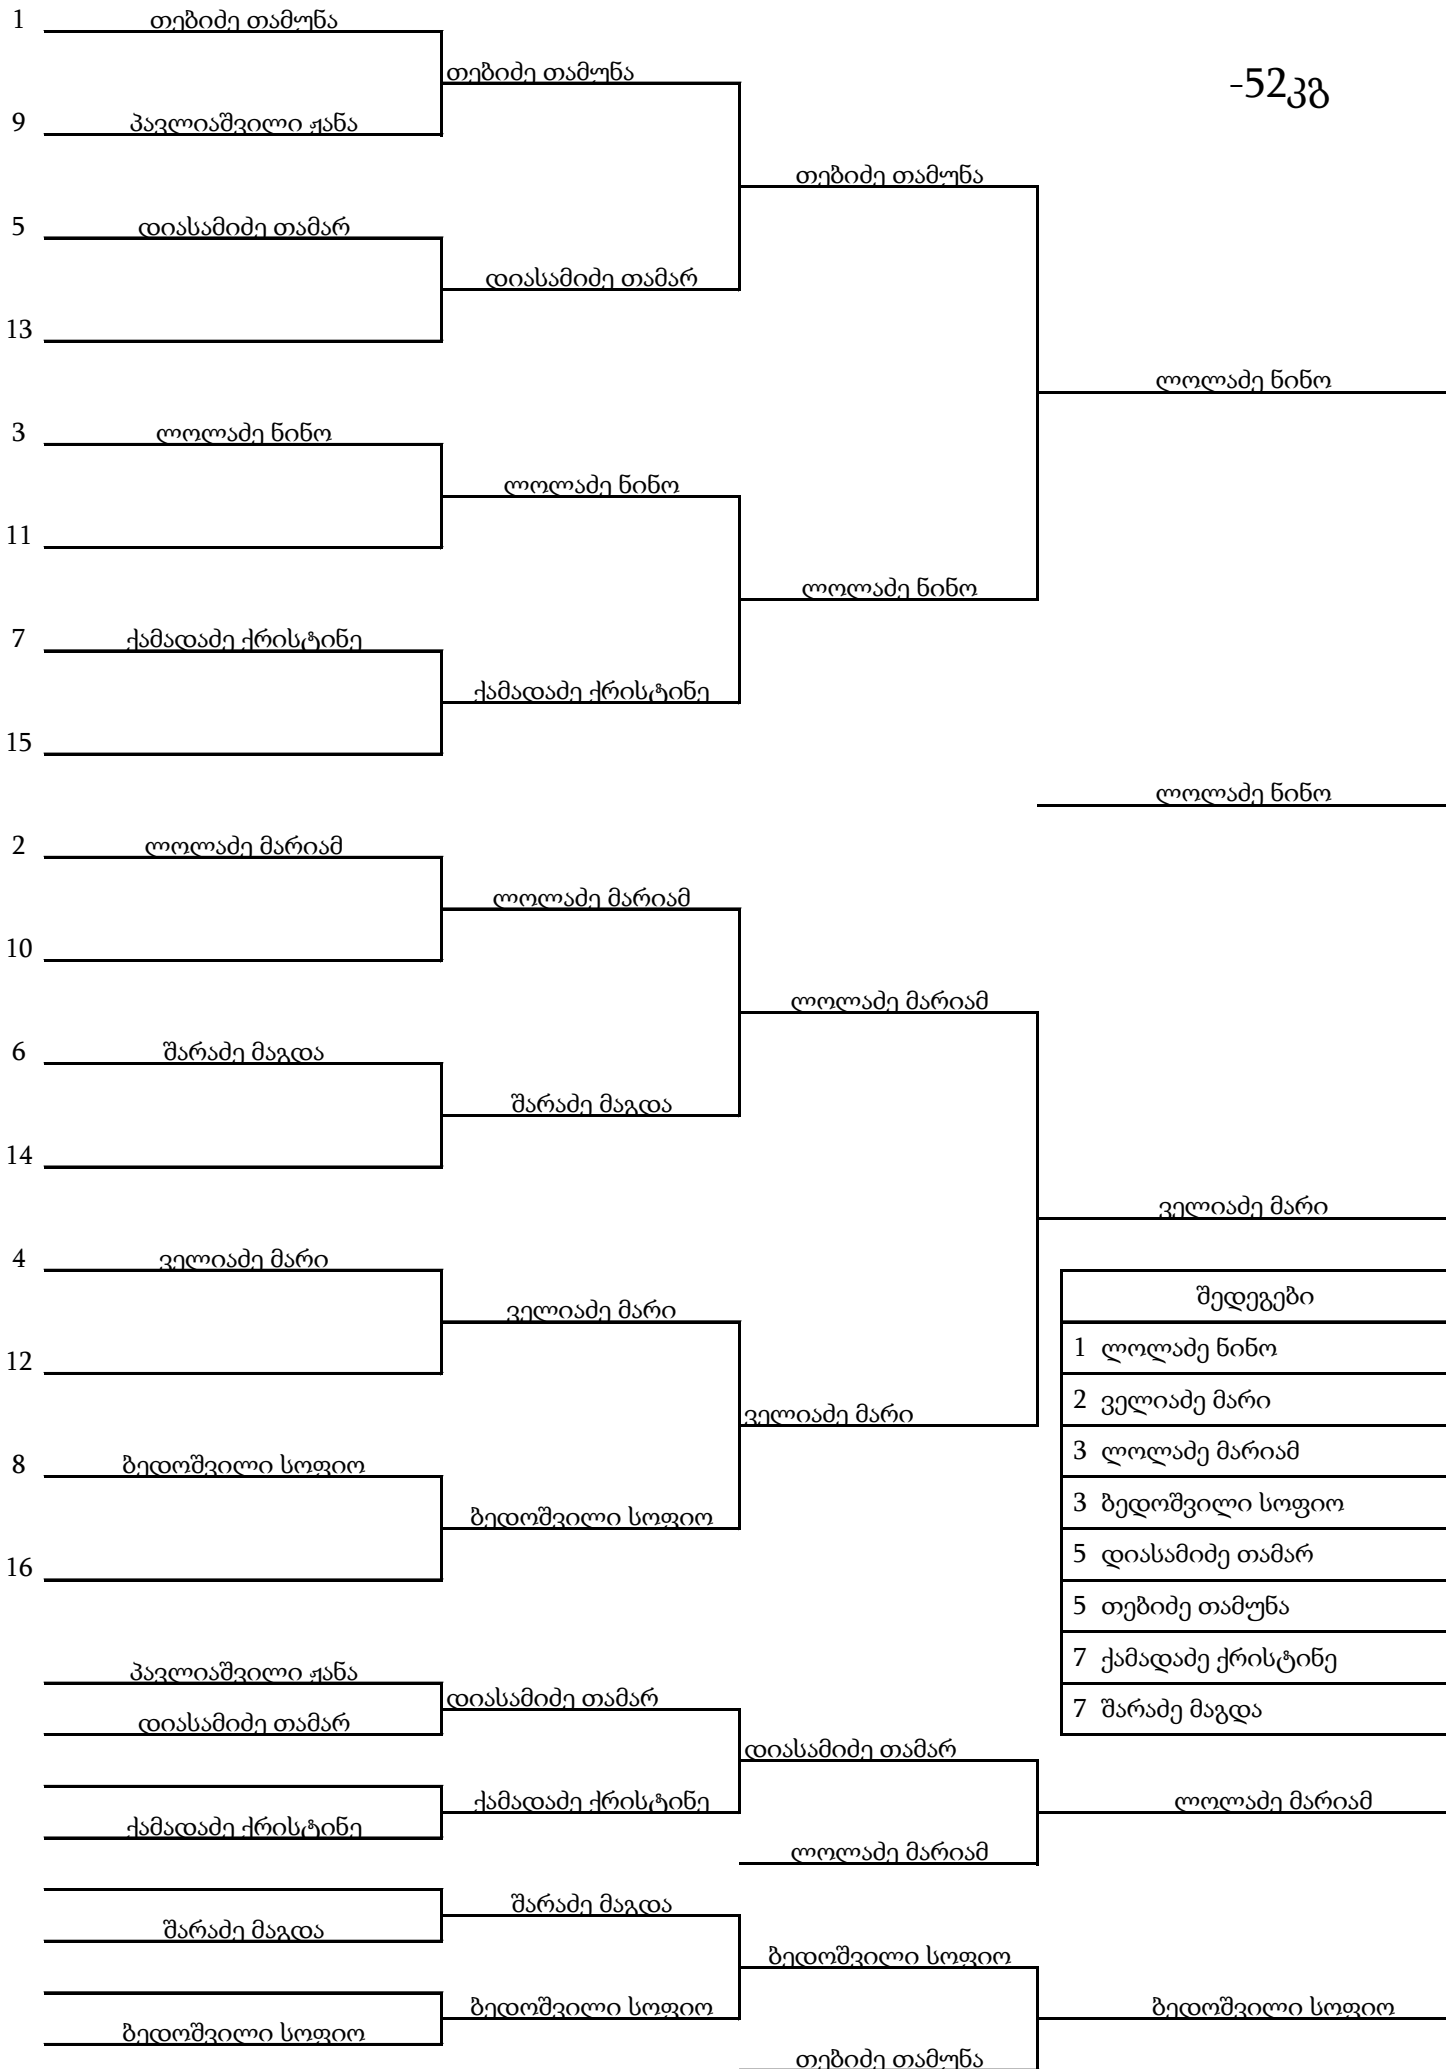 1 თებიძე თამუნა
თებიძე თამუნა
-52კგ
9 პავლიაშვილი ჟანა
თებიძე თამუნა
5 დიასამიძე თამარ
დიასამიძე თამარ
13
ლოლაძე ნინო
3 ლოლაძე ნინო
ლოლაძე ნინო
11
ლოლაძე ნინო
7 ქამადაძე ქრისტინე
ქამადაძე ქრისტინე
15
ლოლაძე ნინო
2 ლოლაძე მარიამ
ლოლაძე მარიამ
10
ლოლაძე მარიამ
6 შარაძე მაგდა
შარაძე მაგდა
14
ველიაძე მარი
4 ველიაძე მარი
ველიაძე მარი
12
ველიაძე მარი
8 ბედოშვილი სოფიო
ბედოშვილი სოფიო
16
შედეგები
1 ლოლაძე ნინო
2 ველიაძე მარი
3 ლოლაძე მარიამ
3 ბედოშვილი სოფიო
5 დიასამიძე თამარ
5 თებიძე თამუნა
7 ქამადაძე ქრისტინე
7 შარაძე მაგდა
პავლიაშვილი ჟანა
დიასამიძე თამარ
დიასამიძე თამარ
დიასამიძე თამარ
ქამადაძე ქრისტინე
ქამადაძე ქრისტინე
ლოლაძე მარიამ
ლოლაძე მარიამ
შარაძე მაგდა
შარაძე მაგდა
ბედოშვილი სოფიო
ბედოშვილი სოფიო
ბედოშვილი სოფიო
ბედოშვილი სოფიო
თებიძე თამუნა